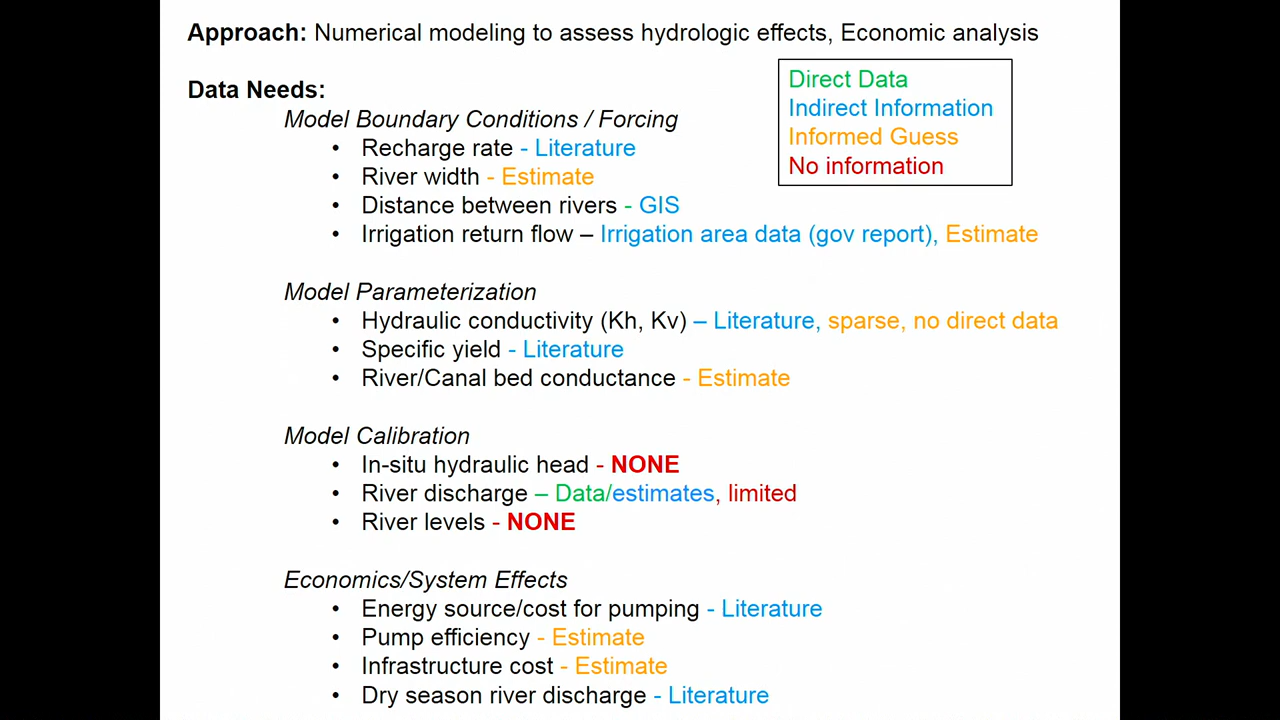 Approach: Numerical modeling to assess hydrologic effects, Economic analysis
Direct Data
Indirect Information
Informed Guess
No information
Data Needs:
Model Boundary Conditions / Forcing
• Recharge rate - Literature
• River width - Estimate
• Distance between rivers - GIS
• Irrigation return flow – Irrigation area data (gov report), Estimate
Model Parameterization
• Hydraulic conductivity (Kh, Kv) – Literature, sparse, no direct data
• Specific yield - Literature
• River/Canal bed conductance - Estimate
Model Calibration
• In-situ hydraulic head - NONE
• River discharge – Data/estimates, limited
• River levels - NONE
Economics/System Effects
• Energy source/cost for pumping - Literature
• Pump efficiency - Estimate
• Infrastructure cost - Estimate
• Dry season river discharge - Literature